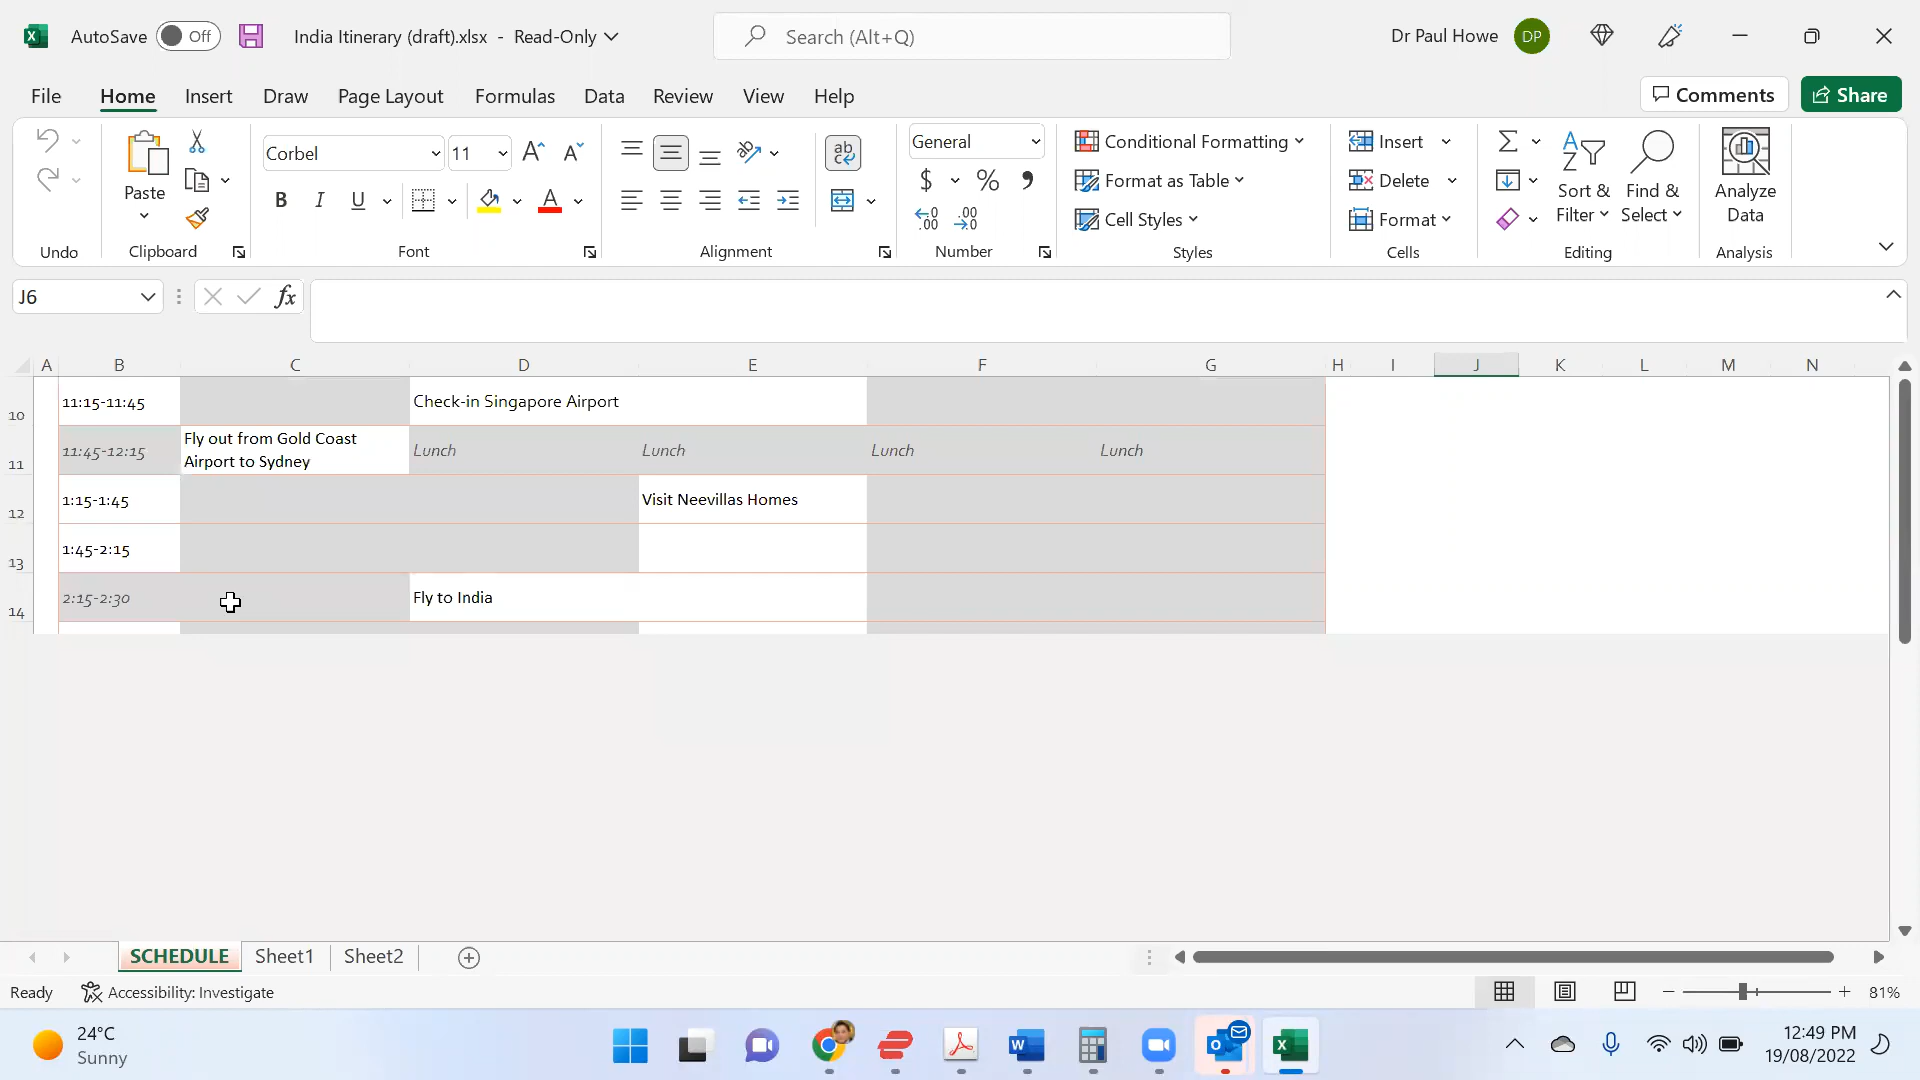 AutoSave Off India Itinerary (draft).xlsx - Read-Only Search (Alt+Q) Dr Paul Howe DP
File Home Insert Draw Page Layout Formulas Data Review View Help Comments Share
Corbel 11 General Conditional Formatting Insert
Paste $ % Format as Table Delete Sort & Filter Find & Select Analyze Data
B I U A Cell Styles Format
Undo Clipboard Font Alignment Number Styles Cells Editing Analysis
J6 fx
A B C D E F G H I J K L M N
10 11:15-11:45 Check-in Singapore Airport
11 11:45-12:15 Fly out from Gold Coast Airport to Sydney Lunch Lunch Lunch Lunch
12 1:15-1:45 Visit Neevillas Homes
13 1:45-2:15
14 2:15-2:30 Fly to India
SCHEDULE Sheet1 Sheet2
Ready Accessibility: Investigate 81%
24°C 12:49 PM
Sunny 19/08/2022